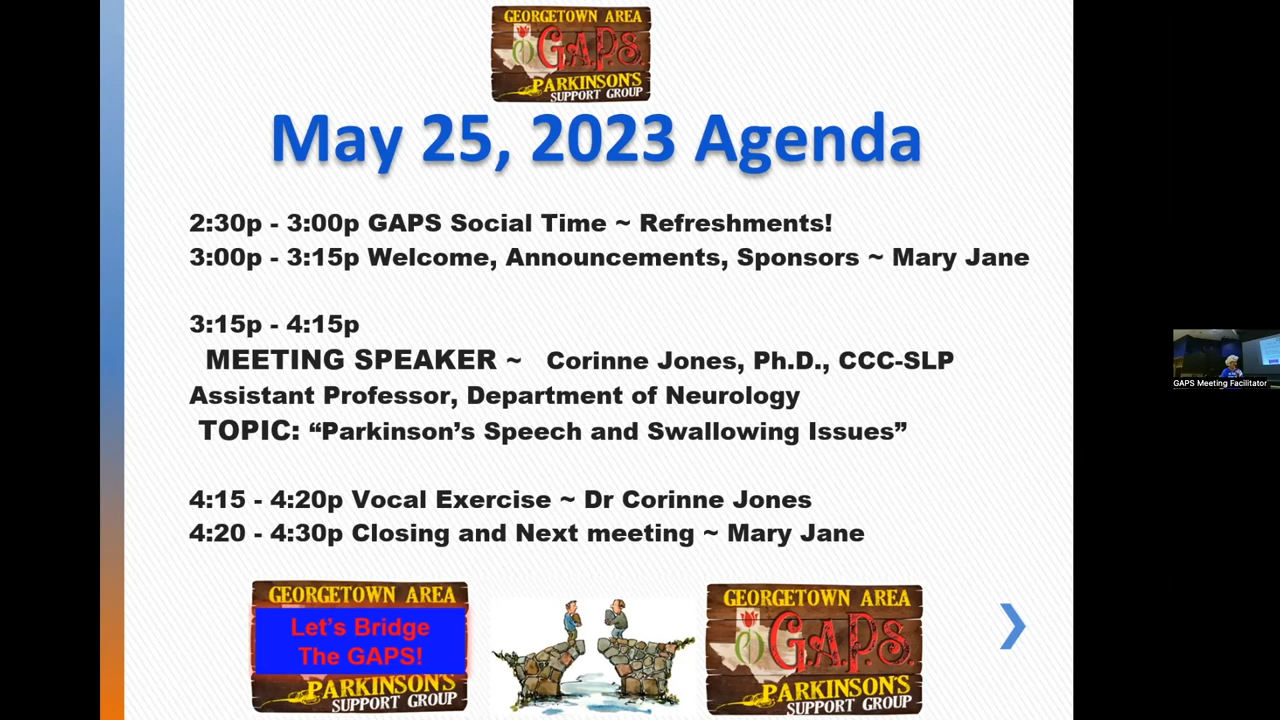 GEORGETOWN AREA
G.A.P.S.
PARKINSON'S
SUPPORT GROUP
May 25, 2023 Agenda
2:30p - 3:00p GAPS Social Time ~ Refreshments!
3:00p - 3:15p Welcome, Announcements, Sponsors ~ Mary Jane
3:15p - 4:15p
MEETING SPEAKER ~ Corinne Jones, Ph.D., CCC-SLP
Assistant Professor, Department of Neurology
TOPIC: “Parkinson’s Speech and Swallowing Issues”
4:15 - 4:20p Vocal Exercise ~ Dr Corinne Jones
4:20 - 4:30p Closing and Next meeting ~ Mary Jane
GEORGETOWN AREA
Let’s Bridge
The GAPS!
PARKINSON'S
SUPPORT GROUP
GEORGETOWN AREA
G.A.P.S.
PARKINSON'S
SUPPORT GROUP
GAPS Meeting Facilitator